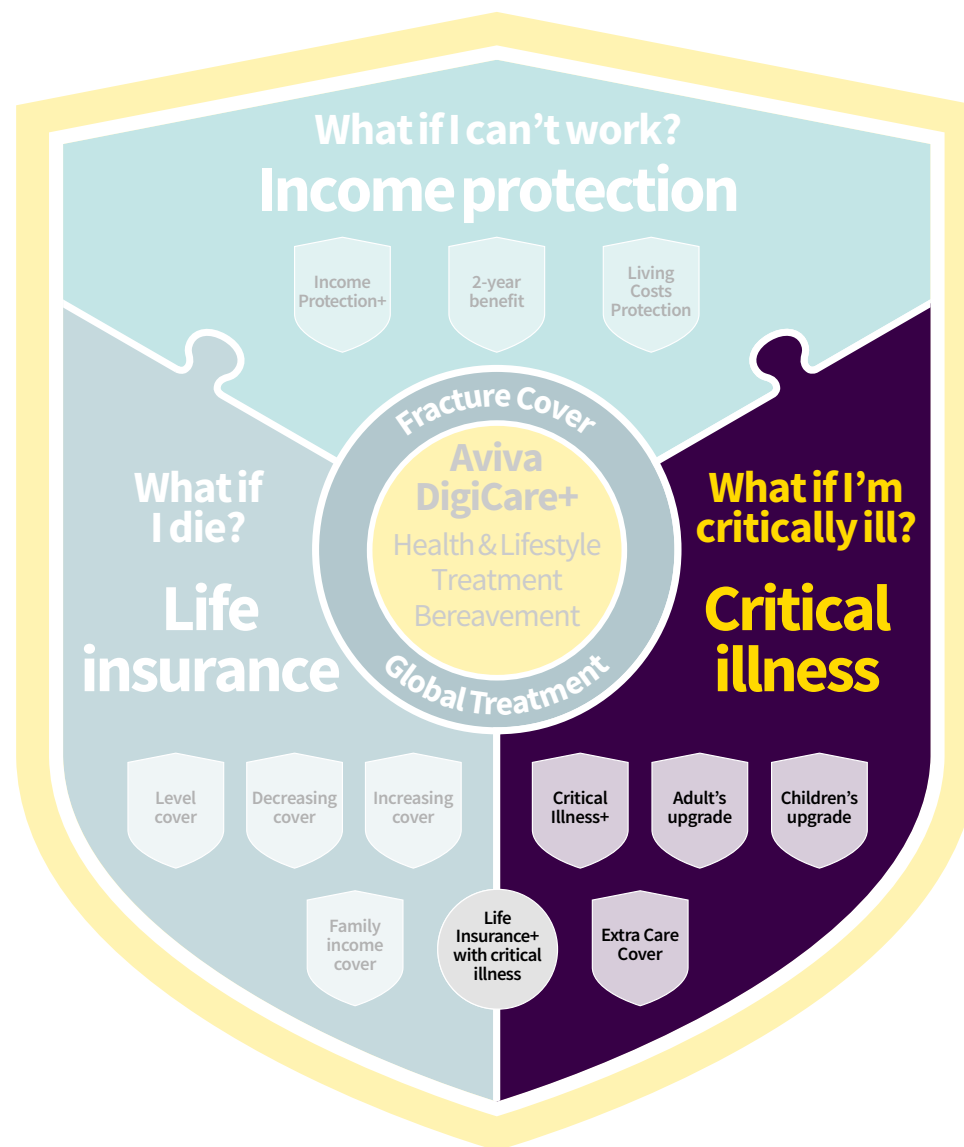 What if I can’t work?
Income protection
Income
Protection+
2-year
benefit
Living
Costs
Protection
Fracture Cover
Aviva
DigiCare+
Health & Lifestyle
Treatment
Bereavement
Global Treatment
What if
I die?
Life
insurance
What if I’m
critically ill?
Critical
illness
Level
cover
Decreasing
cover
Increasing
cover
Critical
Illness+
Adult’s
upgrade
Children’s
upgrade
Family
income
cover
Life
Insurance+
with critical
illness
Extra Care
Cover